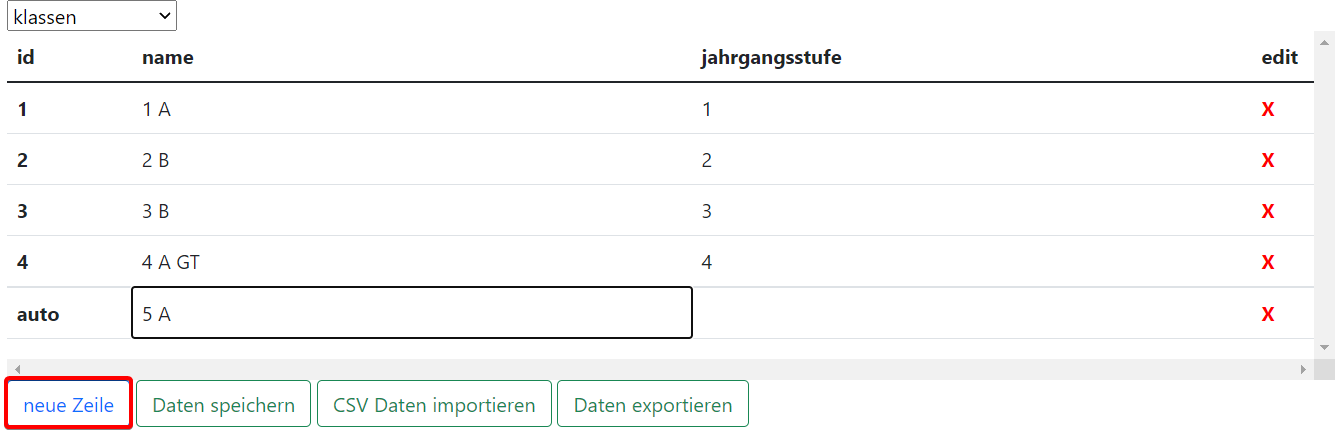 klassen
id name jahrgangsstufe edit
1 1 A 1 X
2 2 B 2 X
3 3 B 3 X
4 4 A GT 4 X
auto 5 A X
neue Zeile Daten speichern CSV Daten importieren Daten exportieren